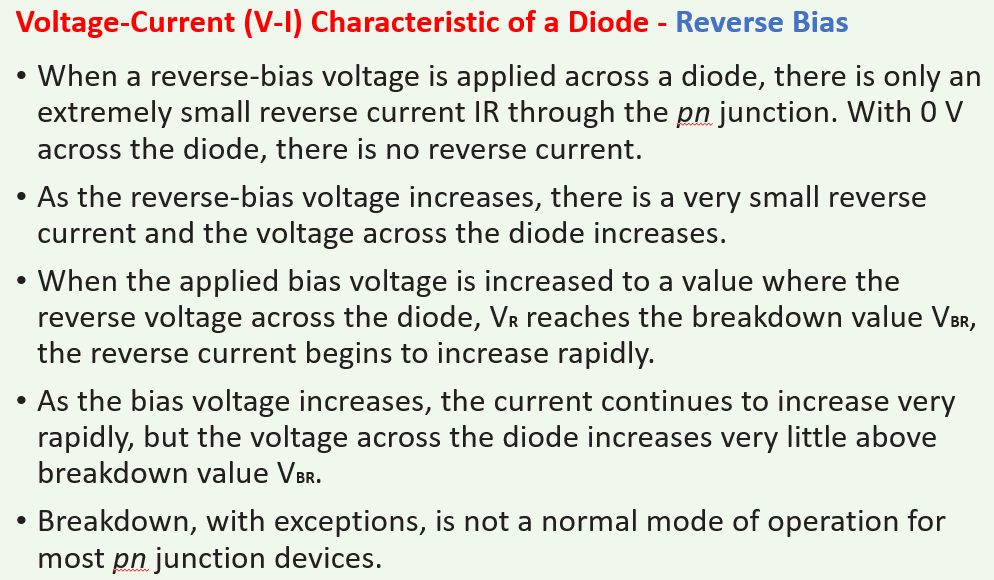 Voltage-Current (V-I) Characteristic of a Diode - Reverse Bias
• When a reverse-bias voltage is applied across a diode, there is only an
extremely small reverse current IR through the pn junction. With 0 V
across the diode, there is no reverse current.
• As the reverse-bias voltage increases, there is a very small reverse
current and the voltage across the diode increases.
• When the applied bias voltage is increased to a value where the
reverse voltage across the diode, VR reaches the breakdown value VBR,
the reverse current begins to increase rapidly.
• As the bias voltage increases, the current continues to increase very
rapidly, but the voltage across the diode increases very little above
breakdown value VBR.
• Breakdown, with exceptions, is not a normal mode of operation for
most pn junction devices.